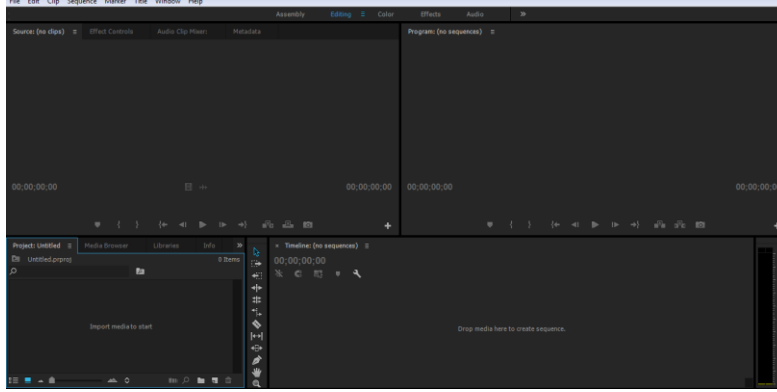 File Edit Clip Sequence Marker Title Window Help
Assembly Editing Color Effects Audio
Source: (no clips) Effect Controls Audio Clip Mixer: Metadata
Program: (no sequences)
00;00;00;00 00;00;00;00 00;00;00;00
Project: Untitled Media Browser Libraries Info
Untitled.prproj 0 Items
Import media to start
Timeline: (no sequences)
00;00;00;00
Drop media here to create sequence.